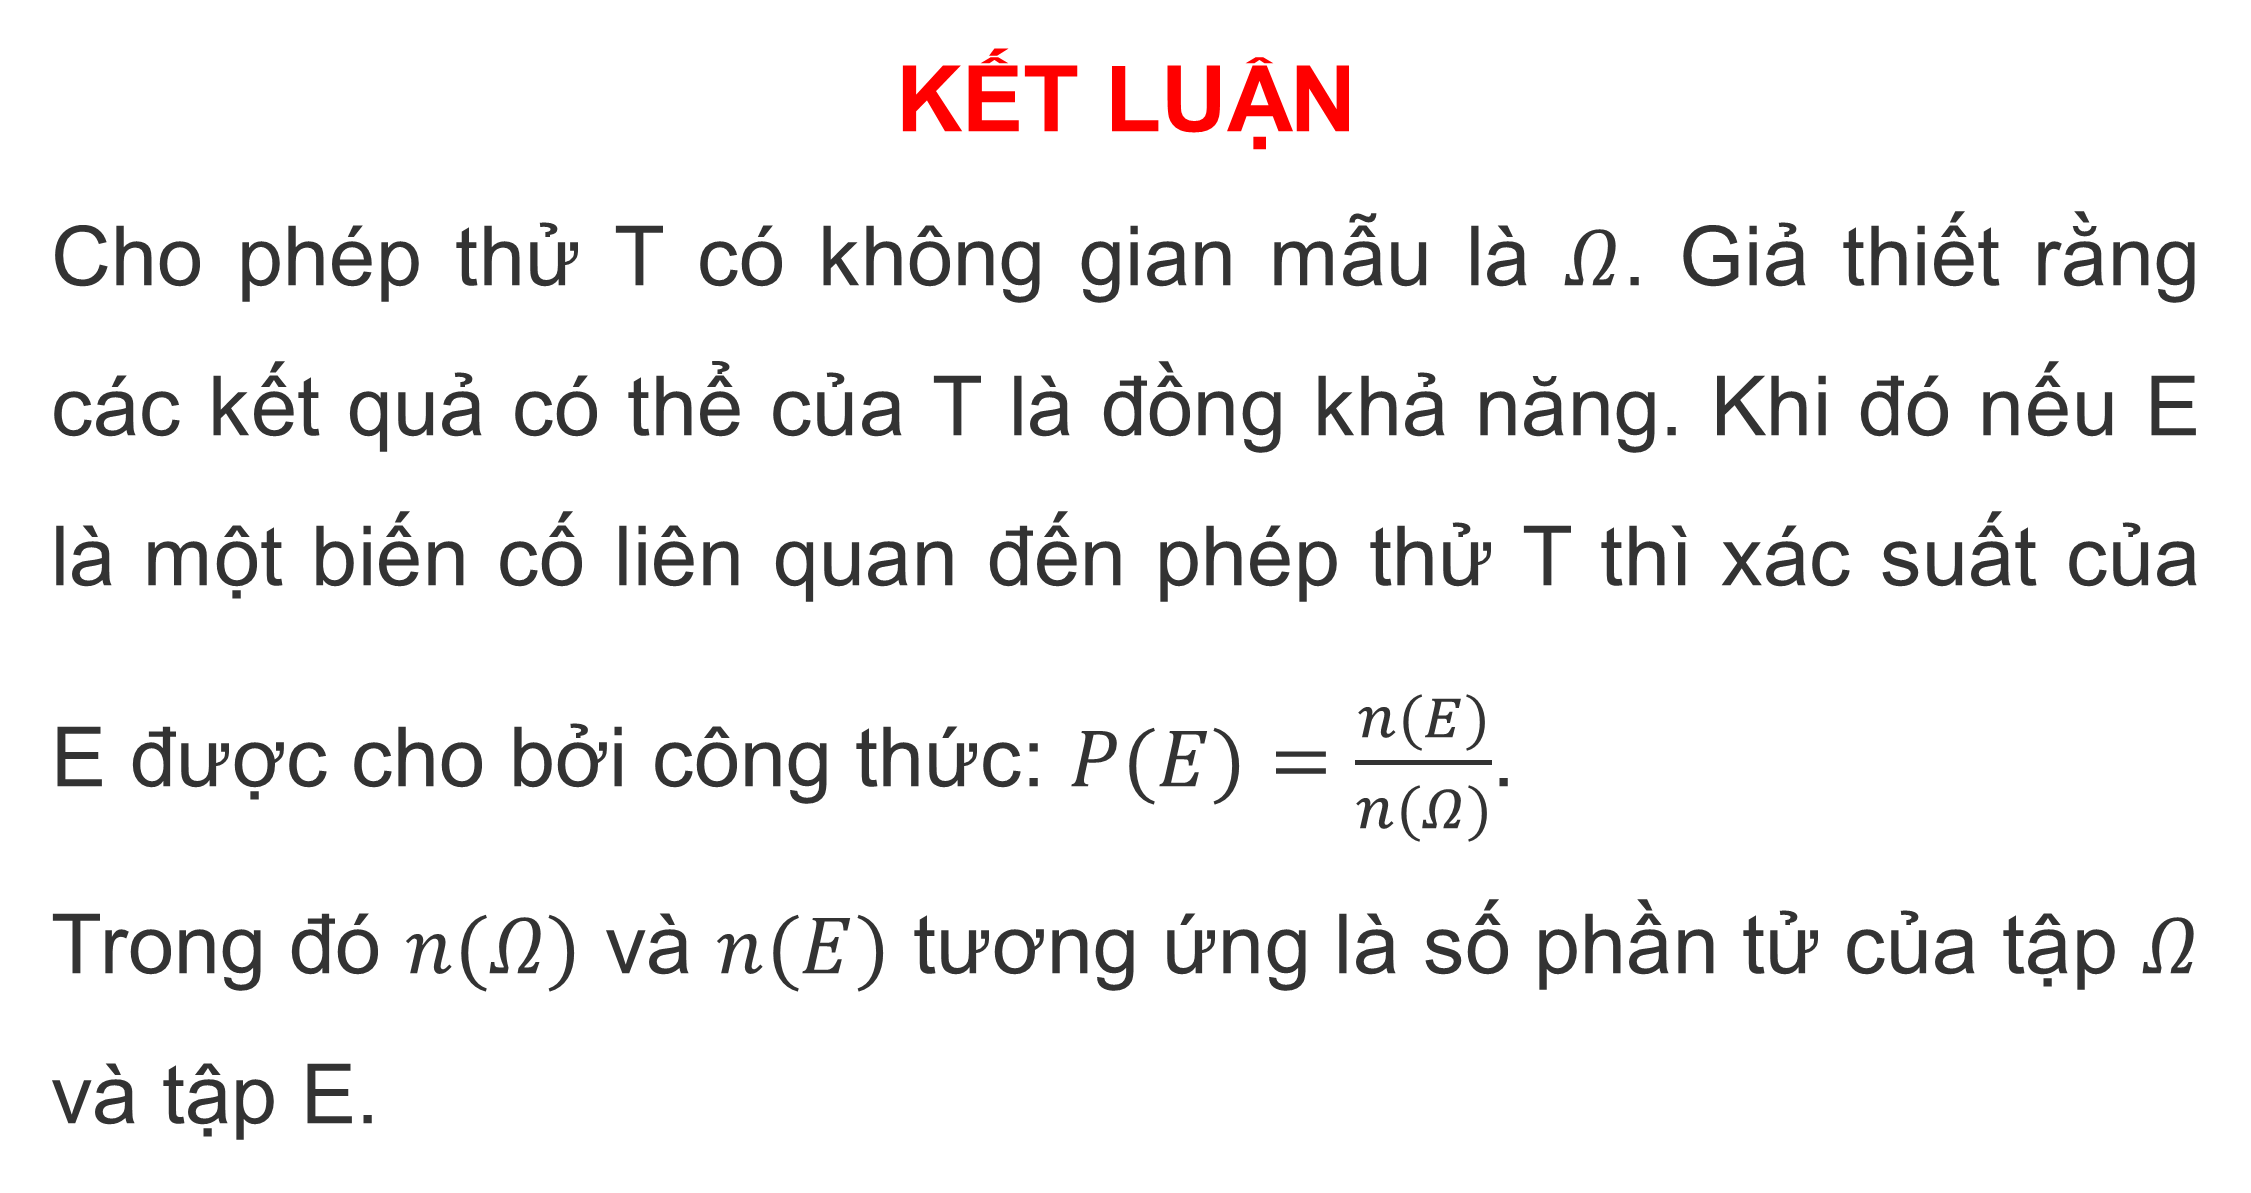 KẾT LUẬN
Cho phép thử T có không gian mẫu là Ω. Giả thiết rằng
các kết quả có thể của T là đồng khả năng. Khi đó nếu E
là một biến cố liên quan đến phép thử T thì xác suất của
E được cho bởi công thức: P(E) = n(E)/n(Ω).
Trong đó n(Ω) và n(E) tương ứng là số phần tử của tập Ω
và tập E.